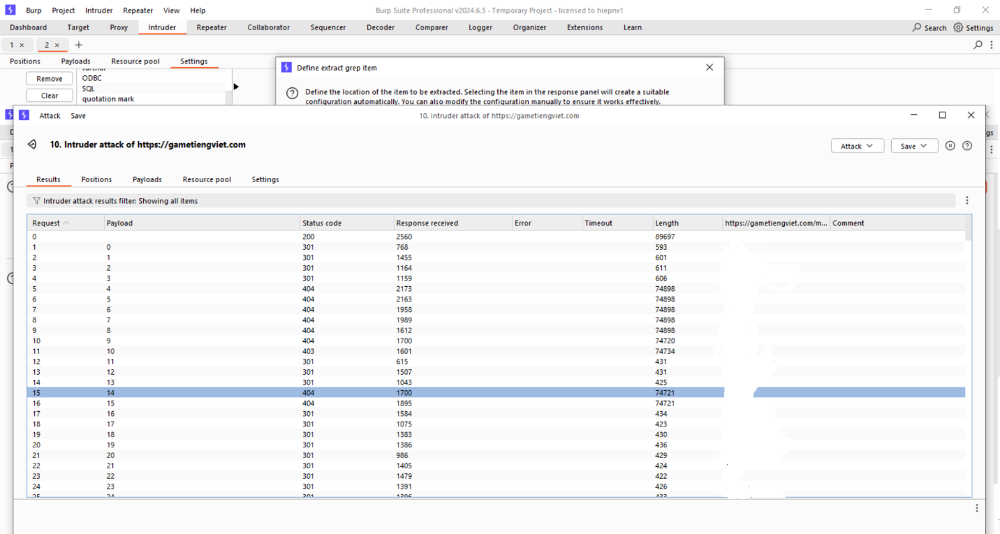 Burp Project Intruder Repeater View Help Burp Suite Professional v2024.6.5 - Temporary Project - licensed to hiepnv1
Dashboard Target Proxy Intruder Repeater Collaborator Sequencer Decoder Comparer Logger Organizer Extensions Learn Search Settings
1 × 2 × +
Positions Payloads Resource pool Settings
Define extract grep item
Remove ODBC
Clear SQL
quotation mark
Define the location of the item to be extracted. Selecting the item in the response panel will create a suitable
configuration automatically. You can also modify the configuration manually to ensure it works effectively.
Attack Save 10. Intruder attack of https://gametiengviet.com
10. Intruder attack of https://gametiengviet.com Attack Save
Results Positions Payloads Resource pool Settings
Intruder attack results filter: Showing all items
Request Payload Status code Response received Error Timeout Length https://gametiengviet.com/m... Comment
0 200 2560 89697
1 0 301 768 593
2 1 301 1455 601
3 2 301 1164 611
4 3 301 1159 606
5 4 404 2173 74898
6 5 404 2163 74898
7 6 404 1958 74898
8 7 404 1989 74898
9 8 404 1612 74898
10 9 404 1700 74720
11 10 403 1601 74734
12 11 301 615 431
13 12 301 1507 431
14 13 301 1043 425
15 14 404 1700 74721
16 15 404 1895 74721
17 16 301 1584 434
18 17 301 1075 423
19 18 301 1383 430
20 19 301 1386 436
21 20 301 986 429
22 21 301 1405 424
23 22 301 1479 422
24 23 301 1391 426